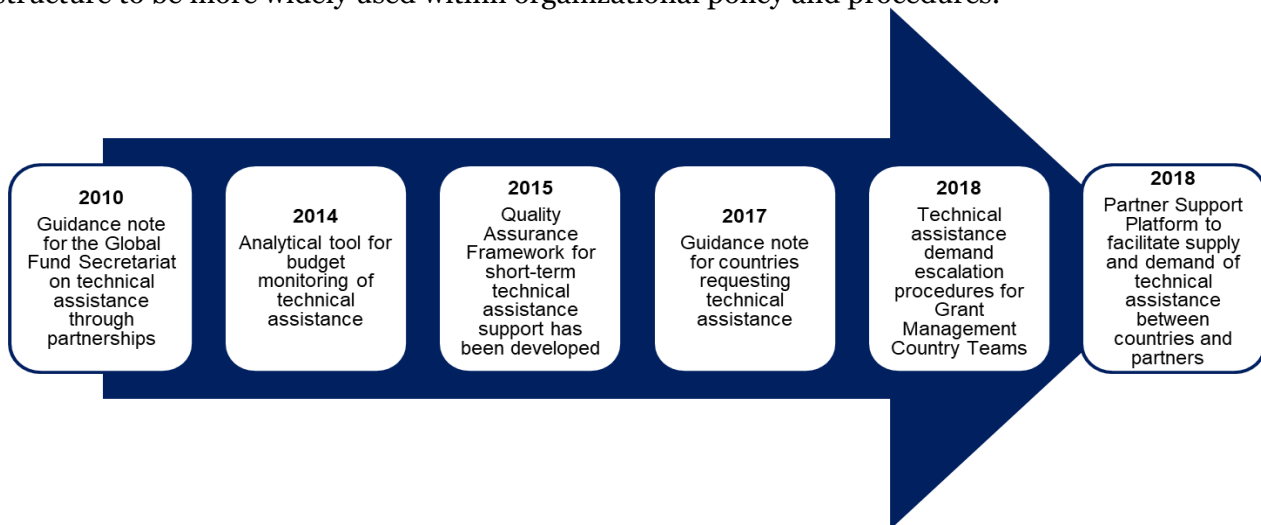 structure to be more widely used within organizational policy and procedures.
2010
Guidance note
for the Global
Fund Secretariat
on technical
assistance
through
partnerships
2014
Analytical tool for
budget
monitoring of
technical
assistance
2015
Quality
Assurance
Framework for
short-term
technical
assistance
support has
been developed
2017
Guidance note
for countries
requesting
technical
assistance
2018
Technical
assistance
demand
escalation
procedures for
Grant
Management
Country Teams
2018
Partner Support
Platform to
facilitate supply
and demand of
technical
assistance
between
countries and
partners